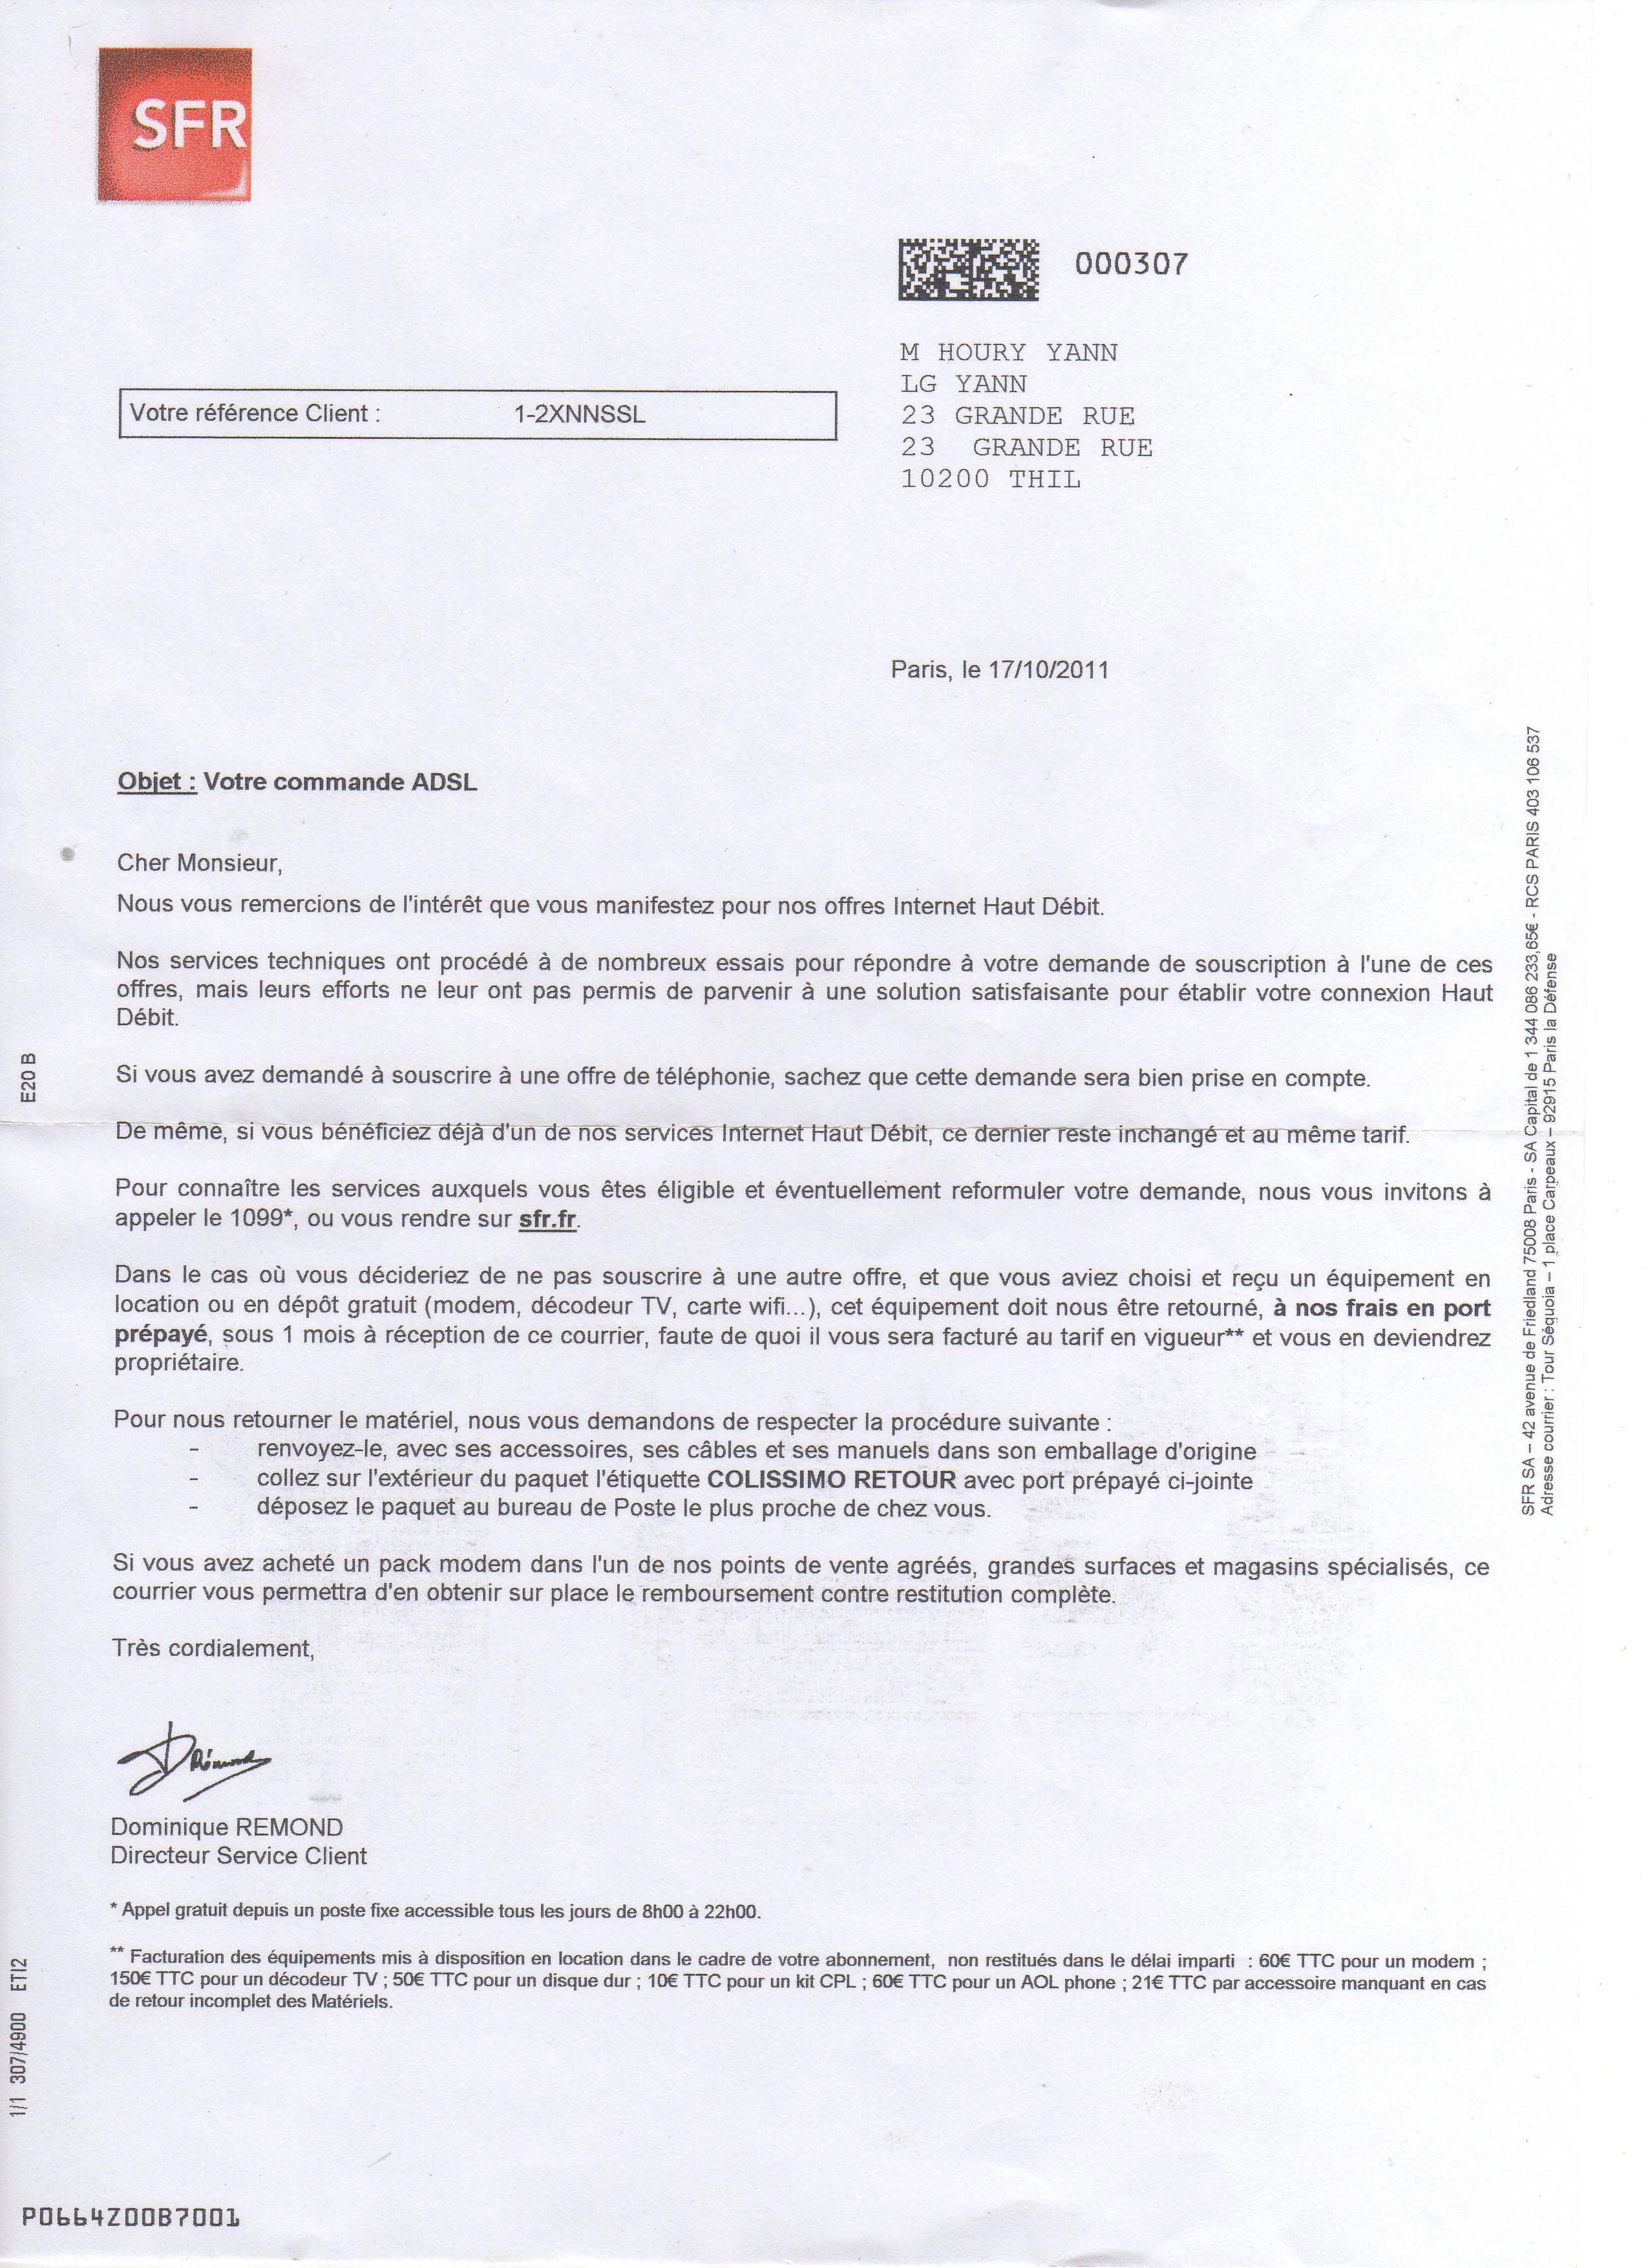 SFR
000307
M HOURY YANN
LG YANN
23 GRANDE RUE
23 GRANDE RUE
10200 THIL
Votre référence Client : 1-2XNNSSL
Paris, le 17/10/2011
Objet : Votre commande ADSL
Cher Monsieur,
Nous vous remercions de l'intérêt que vous manifestez pour nos offres Internet Haut Débit.
Nos services techniques ont procédé à de nombreux essais pour répondre à votre demande de souscription à l'une de ces
offres, mais leurs efforts ne leur ont pas permis de parvenir à une solution satisfaisante pour établir votre connexion Haut
Débit.
Si vous avez demandé à souscrire à une offre de téléphonie, sachez que cette demande sera bien prise en compte.
De même, si vous bénéficiez déjà d'un de nos services Internet Haut Débit, ce dernier reste inchangé et au même tarif.
Pour connaître les services auxquels vous êtes éligible et éventuellement reformuler votre demande, nous vous invitons à
appeler le 1099*, ou vous rendre sur sfr.fr.
Dans le cas où vous décideriez de ne pas souscrire à une autre offre, et que vous aviez choisi et reçu un équipement en
location ou en dépôt gratuit (modem, décodeur TV, carte wifi...), cet équipement doit nous être retourné, à nos frais en port
prépayé, sous 1 mois à réception de ce courrier, faute de quoi il vous sera facturé au tarif en vigueur** et vous en deviendrez
propriétaire.
Pour nous retourner le matériel, nous vous demandons de respecter la procédure suivante :
- renvoyez-le, avec ses accessoires, ses câbles et ses manuels dans son emballage d'origine
- collez sur l'extérieur du paquet l'étiquette COLISSIMO RETOUR avec port prépayé ci-jointe
- déposez le paquet au bureau de Poste le plus proche de chez vous.
Si vous avez acheté un pack modem dans l'un de nos points de vente agréés, grandes surfaces et magasins spécialisés, ce
courrier vous permettra d'en obtenir sur place le remboursement contre restitution complète.
Très cordialement,
DRémond
Dominique REMOND
Directeur Service Client
* Appel gratuit depuis un poste fixe accessible tous les jours de 8h00 à 22h00.
** Facturation des équipements mis à disposition en location dans le cadre de votre abonnement, non restitués dans le délai imparti : 60€ TTC pour un modem ;
150€ TTC pour un décodeur TV ; 50€ TTC pour un disque dur ; 10€ TTC pour un kit CPL ; 60€ TTC pour un AOL phone ; 21€ TTC par accessoire manquant en cas
de retour incomplet des Matériels.
SFR SA – 42 avenue de Friedland 75008 Paris - SA Capital de 1 344 086 233,65€ - RCS PARIS 403 106 537
Adresse courrier : Tour Séquoia – 1 place Carpeaux – 92915 Paris la Défense
E20 B
1/1 307/4900 ETI2
P0664Z00B7001